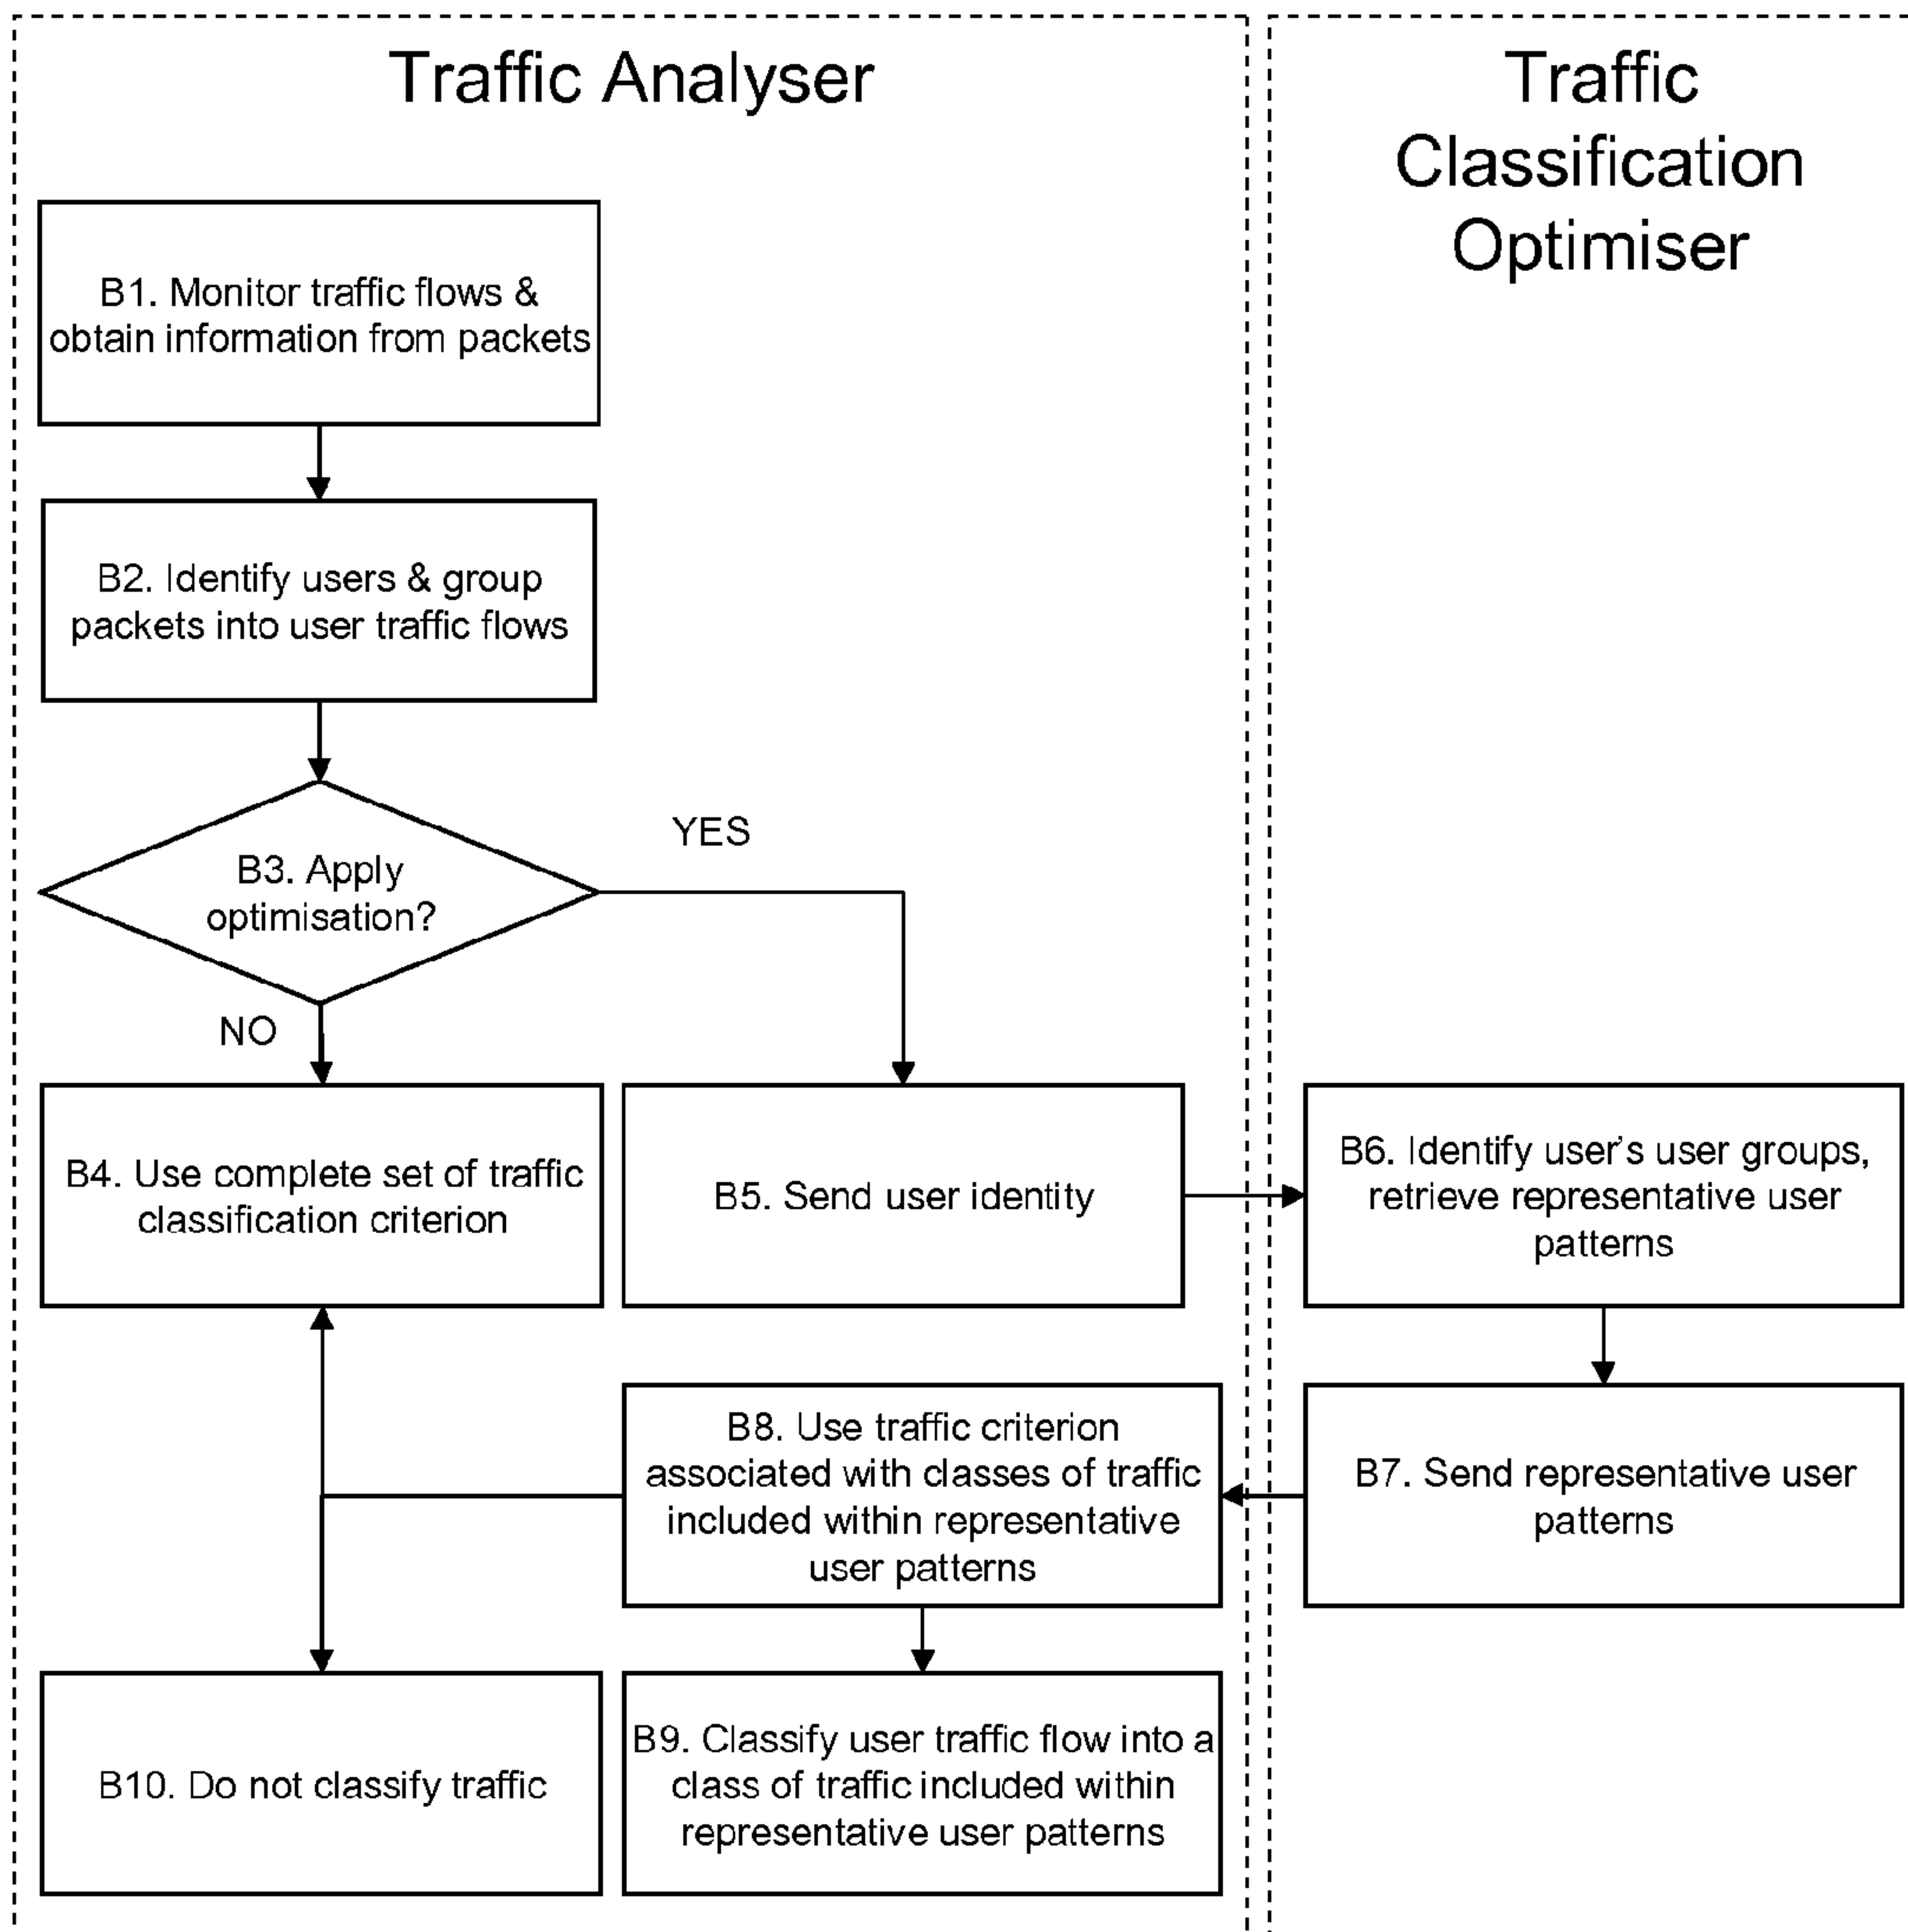 Traffic Analyser
Traffic
Classification
Optimiser
B1. Monitor traffic flows &
obtain information from packets
B2. Identify users & group
packets into user traffic flows
B3. Apply
optimisation?
YES
NO
B4. Use complete set of traffic
classification criterion
B5. Send user identity
B6. Identify user's user groups,
retrieve representative user
patterns
B7. Send representative user
patterns
B8. Use traffic criterion
associated with classes of traffic
included within representative
user patterns
B9. Classify user traffic flow into a
class of traffic included within
representative user patterns
B10. Do not classify traffic